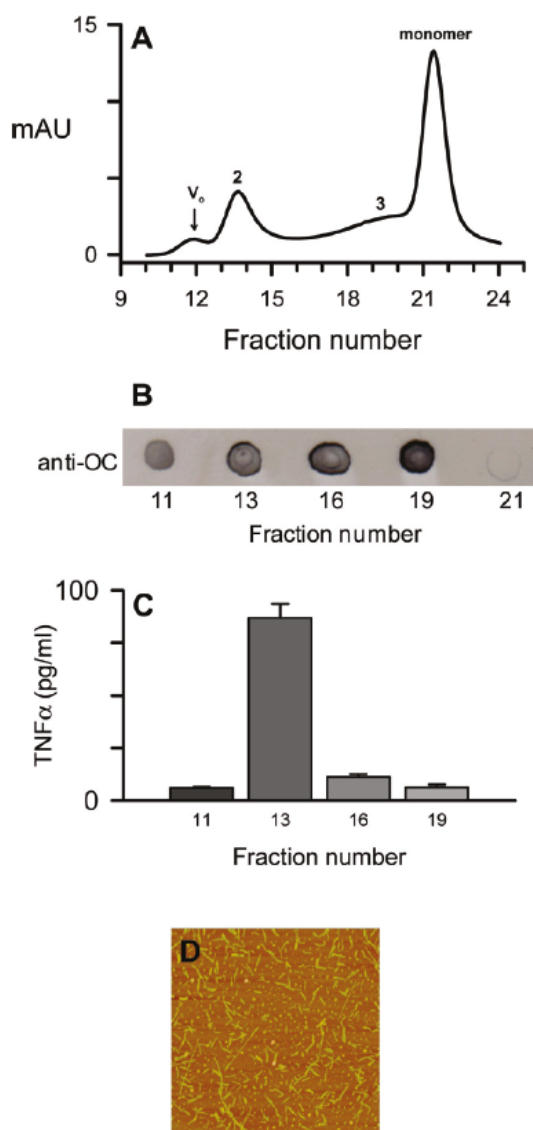 A
15
monomer
mAU
V₀
2
3
0
9 12 15 18 21 24
Fraction number
B
anti-OC
11 13 16 19 21
Fraction number
C
100
TNFα (pg/ml)
0
11 13 16 19
Fraction number
D